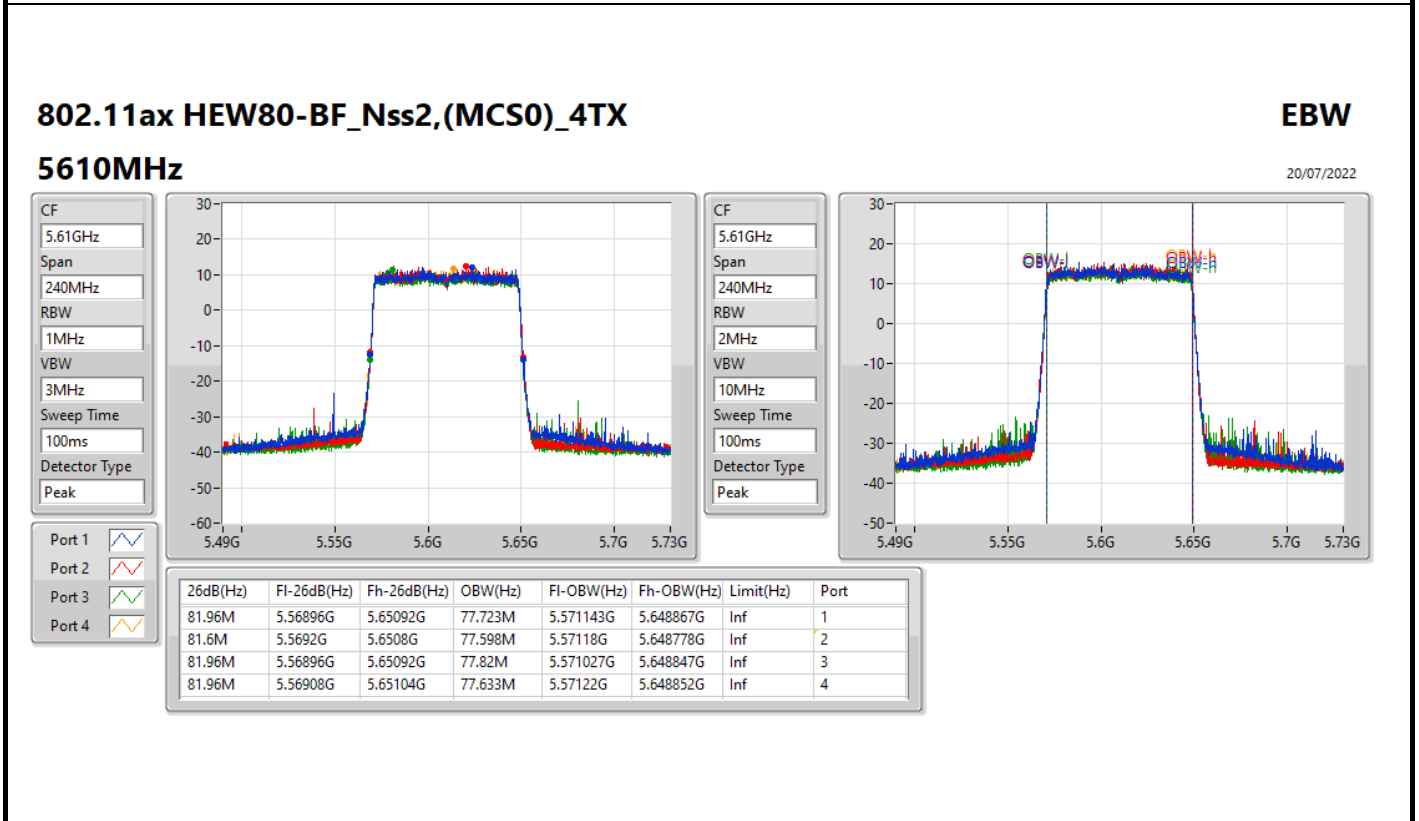 802.11ax HEW80-BF_Nss2,(MCS0)_4TX
EBW
5610MHz
20/07/2022
CF
5.61GHz
Span
240MHz
RBW
1MHz
VBW
3MHz
Sweep Time
100ms
Detector Type
Peak
30
20
10
0
-10
-20
-30
-40
-50
-60
5.49G 5.55G 5.6G 5.65G 5.7G 5.73G
CF
5.61GHz
Span
240MHz
RBW
2MHz
VBW
10MHz
Sweep Time
100ms
Detector Type
Peak
30
20
10
0
-10
-20
-30
-40
-50
OBW-l
OBW-h
5.49G 5.55G 5.6G 5.65G 5.7G 5.73G
Port 1
Port 2
Port 3
Port 4
26dB(Hz) Fl-26dB(Hz) Fh-26dB(Hz) OBW(Hz) Fl-OBW(Hz) Fh-OBW(Hz) Limit(Hz) Port
81.96M 5.56896G 5.65092G 77.723M 5.571143G 5.648867G Inf 1
81.6M 5.5692G 5.6508G 77.598M 5.57118G 5.648778G Inf 2
81.96M 5.56896G 5.65092G 77.82M 5.571027G 5.648847G Inf 3
81.96M 5.56908G 5.65104G 77.633M 5.57122G 5.648852G Inf 4